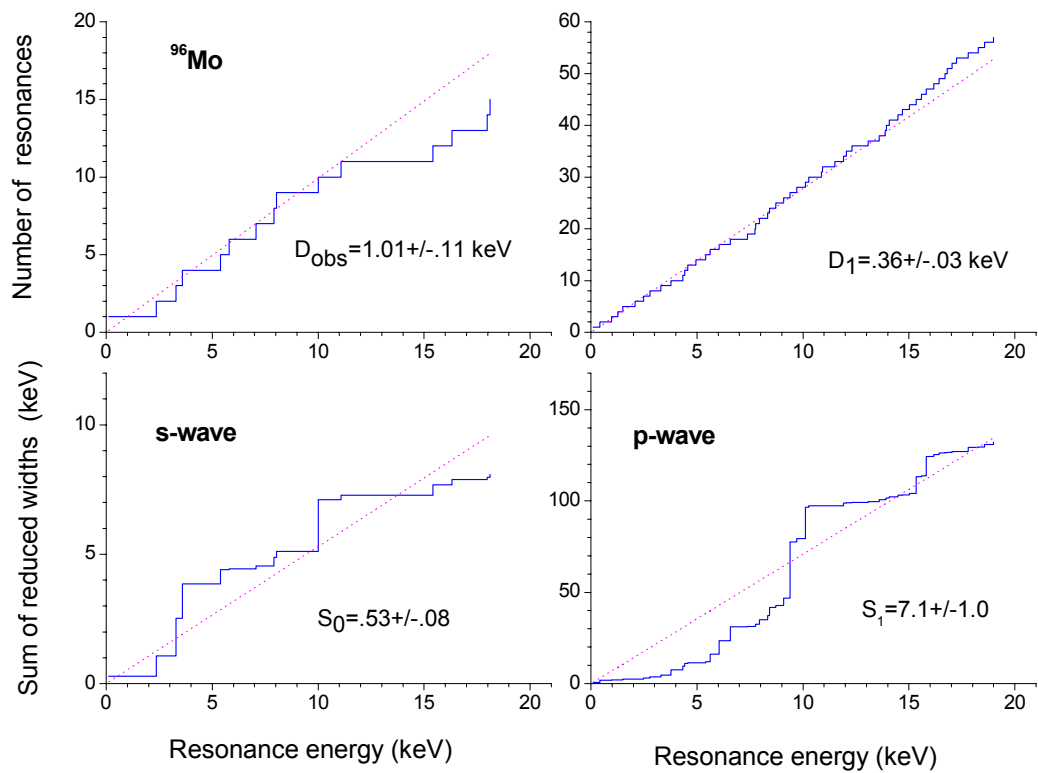 20
15
10
5
0
Number of resonances
⁹⁶Mo
D_obs=1.01+/-.11 keV
0 5 10 15 20
60
50
40
30
20
10
0
D₁=.36+/-.03 keV
0 5 10 15 20
10
5
0
Sum of reduced widths (keV)
s-wave
S₀=.53+/-.08
0 5 10 15 20
Resonance energy (keV)
150
100
50
0
p-wave
S₁=7.1+/-1.0
0 5 10 15 20
Resonance energy (keV)